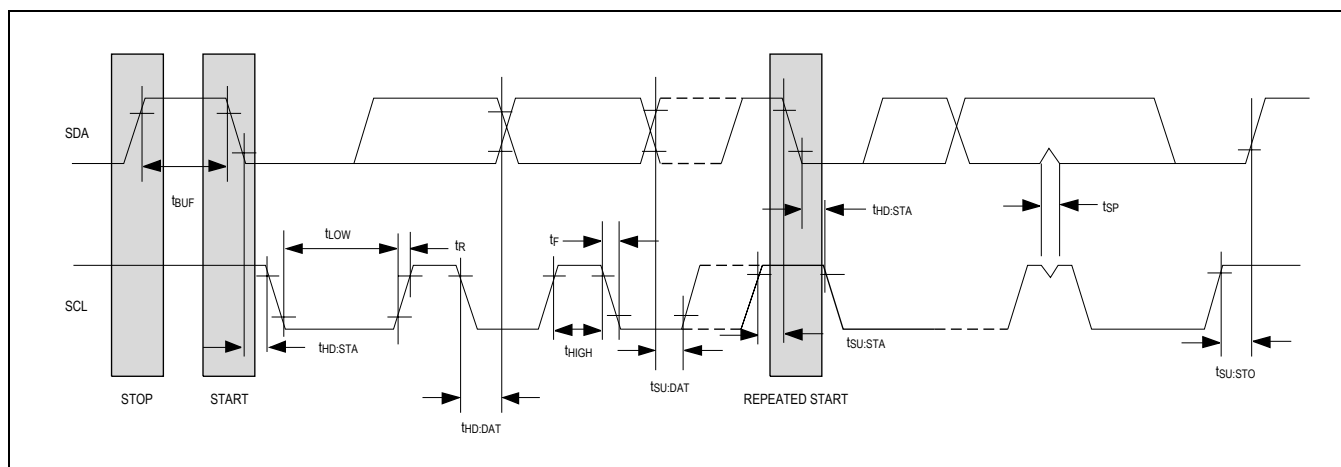 SDA
tBUF
tHD:STA
tSP
tLOW
tR
tF
SCL
tHD:STA
tHIGH
tSU:STA
tSU:DAT
tSU:STO
STOP
START
REPEATED START
tHD:DAT